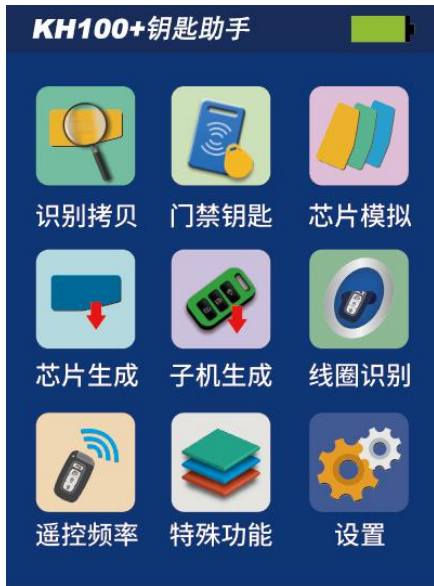 KH100+钥匙助手
识别拷贝 门禁钥匙 芯片模拟
芯片生成 子机生成 线圈识别
遥控频率 特殊功能 设置